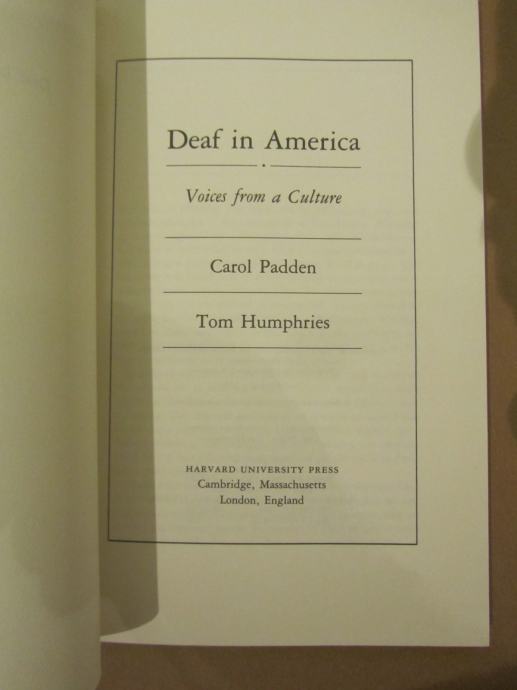 Deaf in America
Voices from a Culture
Carol Padden
Tom Humphries
HARVARD UNIVERSITY PRESS
Cambridge, Massachusetts
London, England